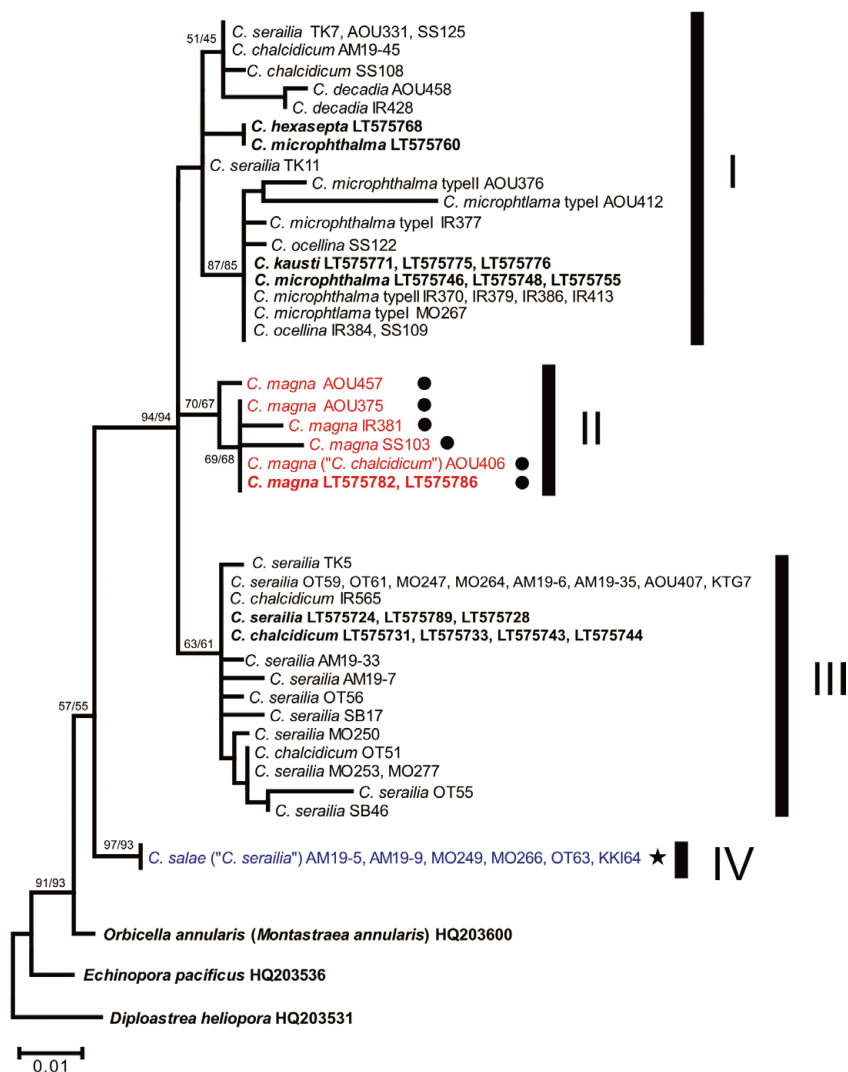 51/45
C. serailia TK7, AOU331, SS125
C. chalcidicum AM19-45
C. chalcidicum SS108
C. decadia AOU458
C. decadia IR428
C. hexasepta LT575768
C. microphthalma LT575760
I
C. serailia TK11
C. microphthalma typeII AOU376
C. microphtlama typeI AOU412
C. microphthalma typeI IR377
C. ocellina SS122
87/85
C. kausti LT575771, LT575775, LT575776
C. microphthalma LT575746, LT575748, LT575755
C. microphthalma typeII IR370, IR379, IR386, IR413
C. microphtlama typeI MO267
C. ocellina IR384, SS109
C. magna AOU457
70/67
C. magna AOU375
94/94
C. magna IR381
II
C. magna SS103
69/68
C. magna ("C. chalcidicum") AOU406
C. magna LT575782, LT575786
C. serailia TK5
C. serailia OT59, OT61, MO247, MO264, AM19-6, AM19-35, AOU407, KTG7
C. chalcidicum IR565
C. serailia LT575724, LT575789, LT575728
C. chalcidicum LT575731, LT575733, LT575743, LT575744
63/61
C. serailia AM19-33
C. serailia AM19-7
III
C. serailia OT56
57/55
C. serailia SB17
C. serailia MO250
C. chalcidicum OT51
C. serailia MO253, MO277
C. serailia OT55
C. serailia SB46
97/93
C. salae ("C. serailia") AM19-5, AM19-9, MO249, MO266, OT63, KKI64
IV
91/93
Orbicella annularis (Montastraea annularis) HQ203600
Echinopora pacificus HQ203536
Diploastrea heliopora HQ203531
0.01